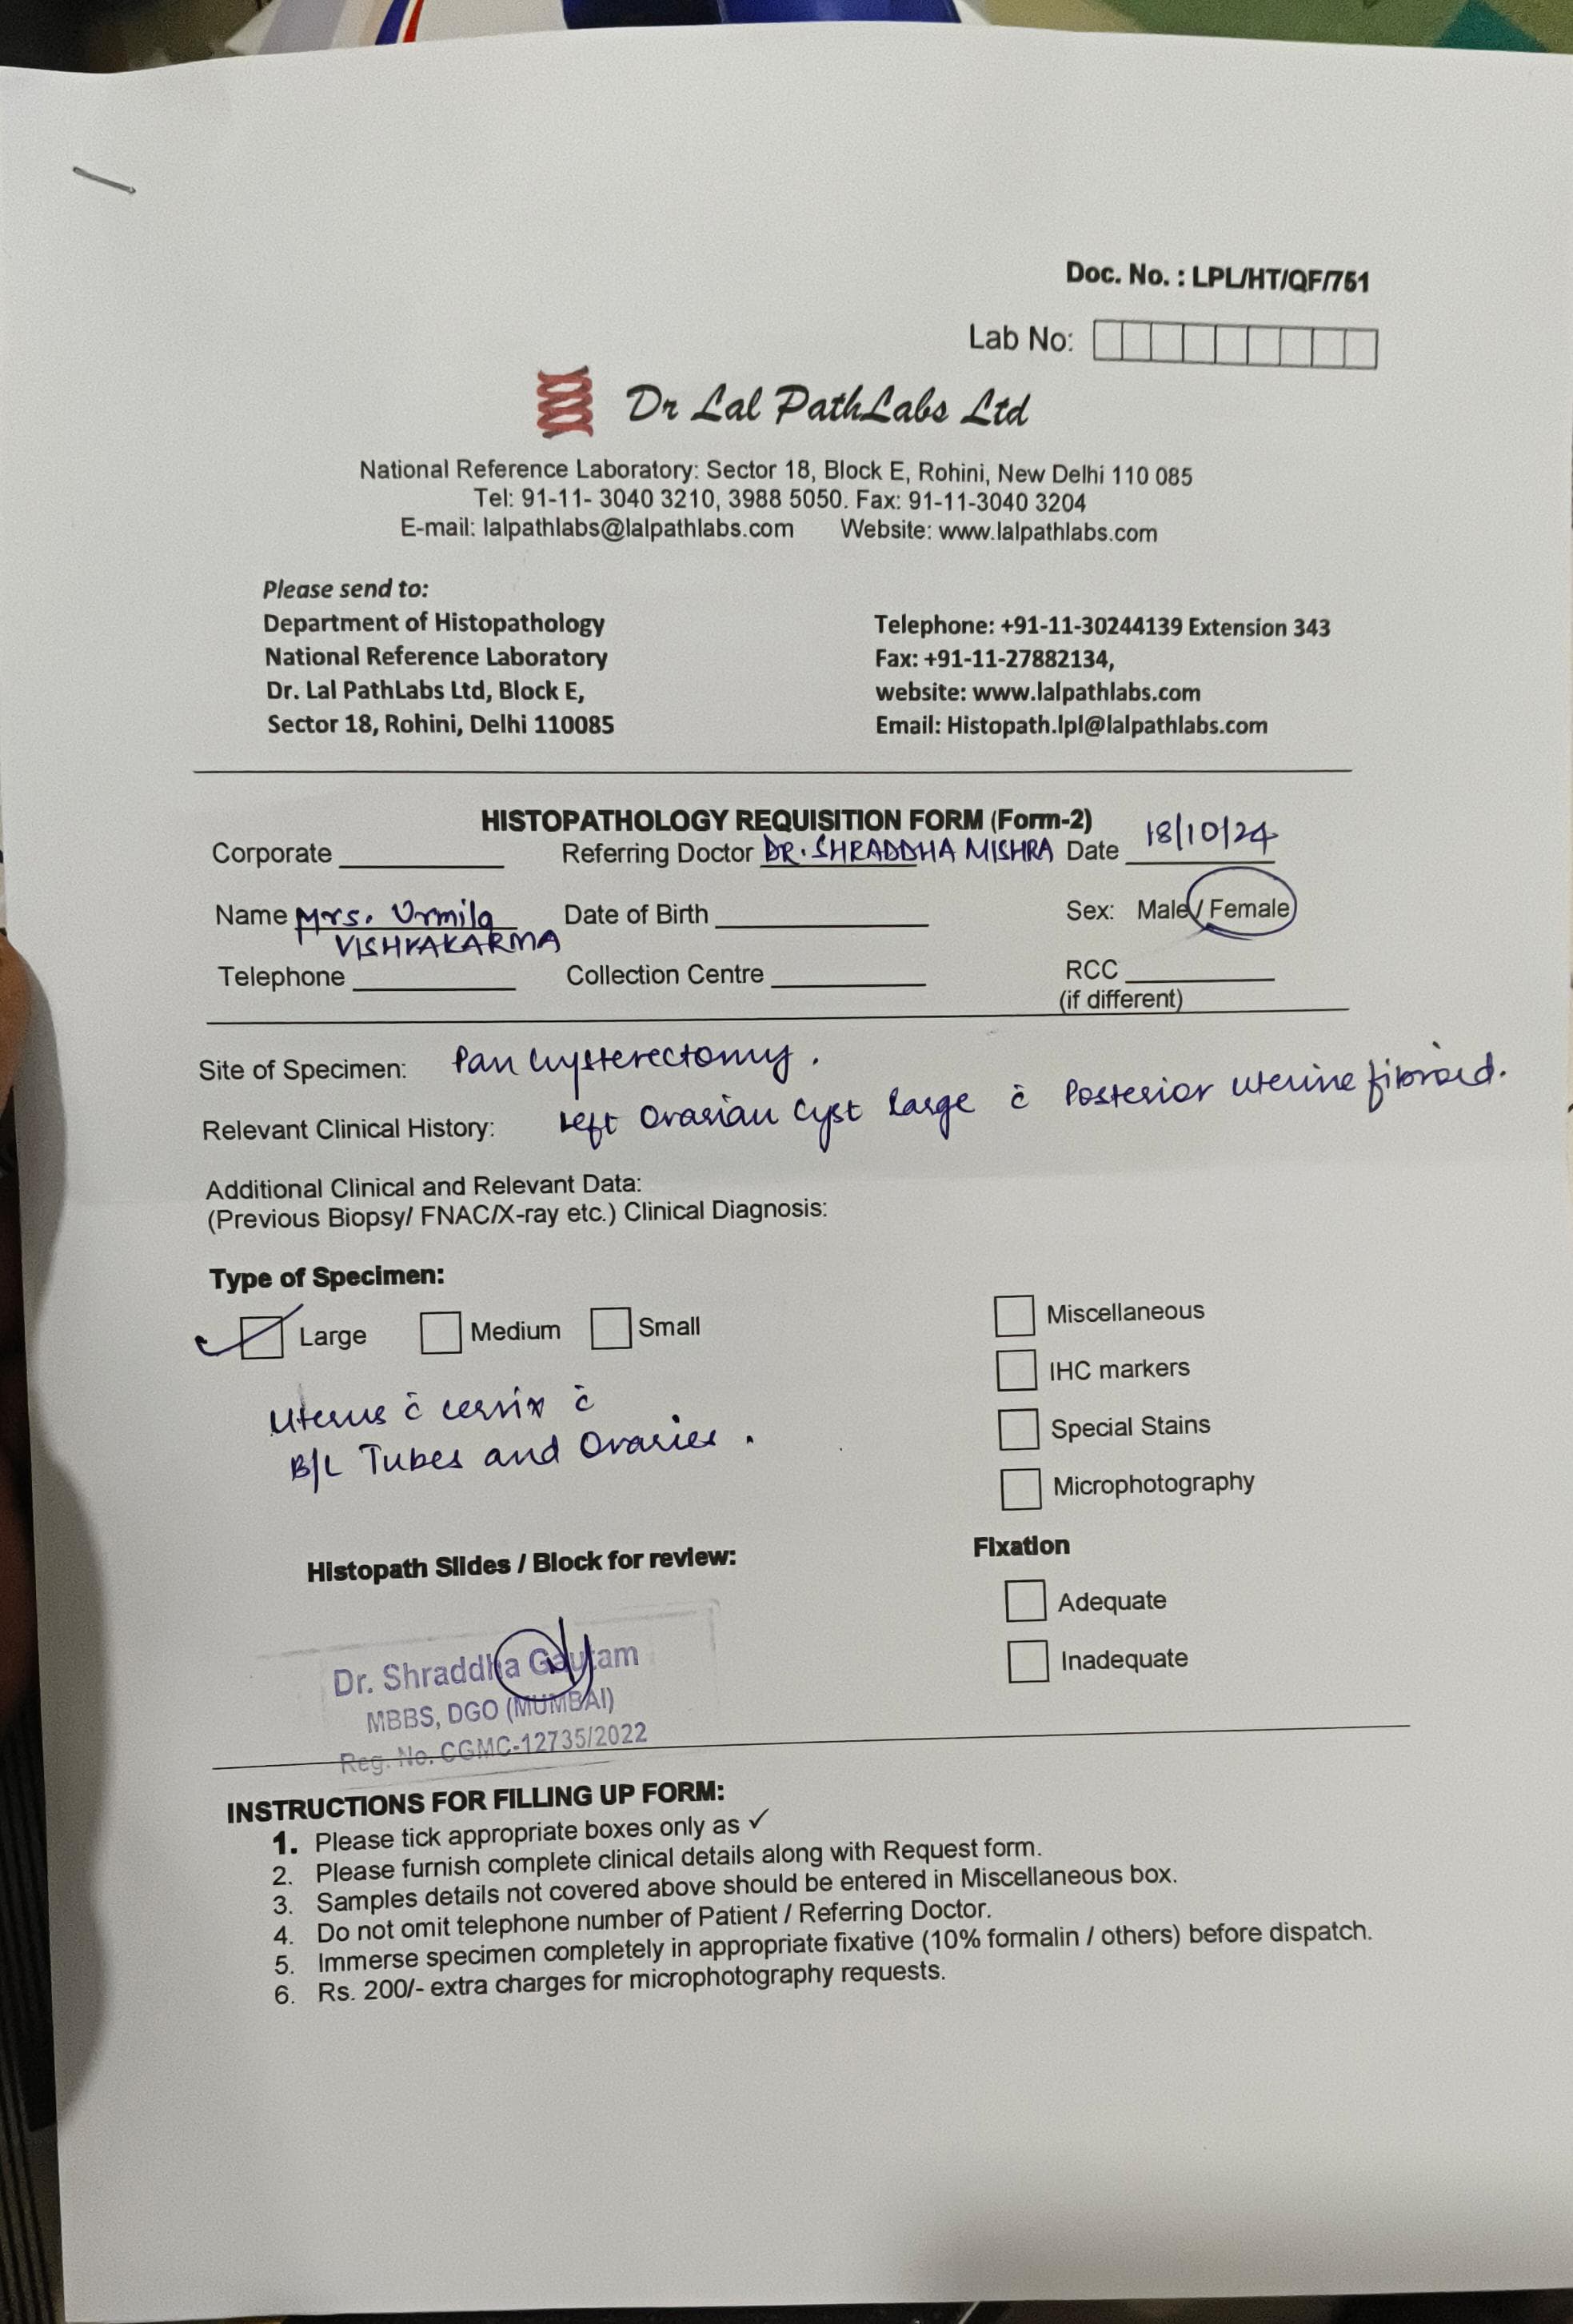 Doc. No. : LPL/HT/QF/751
Lab No:
Dr Lal PathLabs Ltd
National Reference Laboratory: Sector 18, Block E, Rohini, New Delhi 110 085
Tel: 91-11- 3040 3210, 3988 5050. Fax: 91-11-3040 3204
E-mail: lalpathlabs@lalpathlabs.com Website: www.lalpathlabs.com
Please send to:
Department of Histopathology Telephone: +91-11-30244139 Extension 343
National Reference Laboratory Fax: +91-11-27882134,
Dr. Lal PathLabs Ltd, Block E, website: www.lalpathlabs.com
Sector 18, Rohini, Delhi 110085 Email: Histopath.lpl@lalpathlabs.com
HISTOPATHOLOGY REQUISITION FORM (Form-2)
Corporate Referring Doctor DR. SHRADDHA MISHRA Date 18/10/24
Name Mrs. Urmila Date of Birth Sex: Male / Female
VISHVAKARMA
Telephone Collection Centre RCC
(if different)
Site of Specimen: Pan hysterectomy.
Relevant Clinical History: Left Ovarian Cyst large c̄ Posterior uterine fibroid.
Additional Clinical and Relevant Data:
(Previous Biopsy/ FNAC/X-ray etc.) Clinical Diagnosis:
Type of Specimen:
Large Medium Small
Miscellaneous
IHC markers
Special Stains
Microphotography
Uterus c̄ cervix c̄
B/L Tubes and Ovaries.
Histopath Slides / Block for review:
Fixation
Adequate
Inadequate
Dr. Shraddha Gautam
MBBS, DGO (MUMBAI)
Reg. No. CGMC-12735/2022
INSTRUCTIONS FOR FILLING UP FORM:
1. Please tick appropriate boxes only as ✓
2. Please furnish complete clinical details along with Request form.
3. Samples details not covered above should be entered in Miscellaneous box.
4. Do not omit telephone number of Patient / Referring Doctor.
5. Immerse specimen completely in appropriate fixative (10% formalin / others) before dispatch.
6. Rs. 200/- extra charges for microphotography requests.